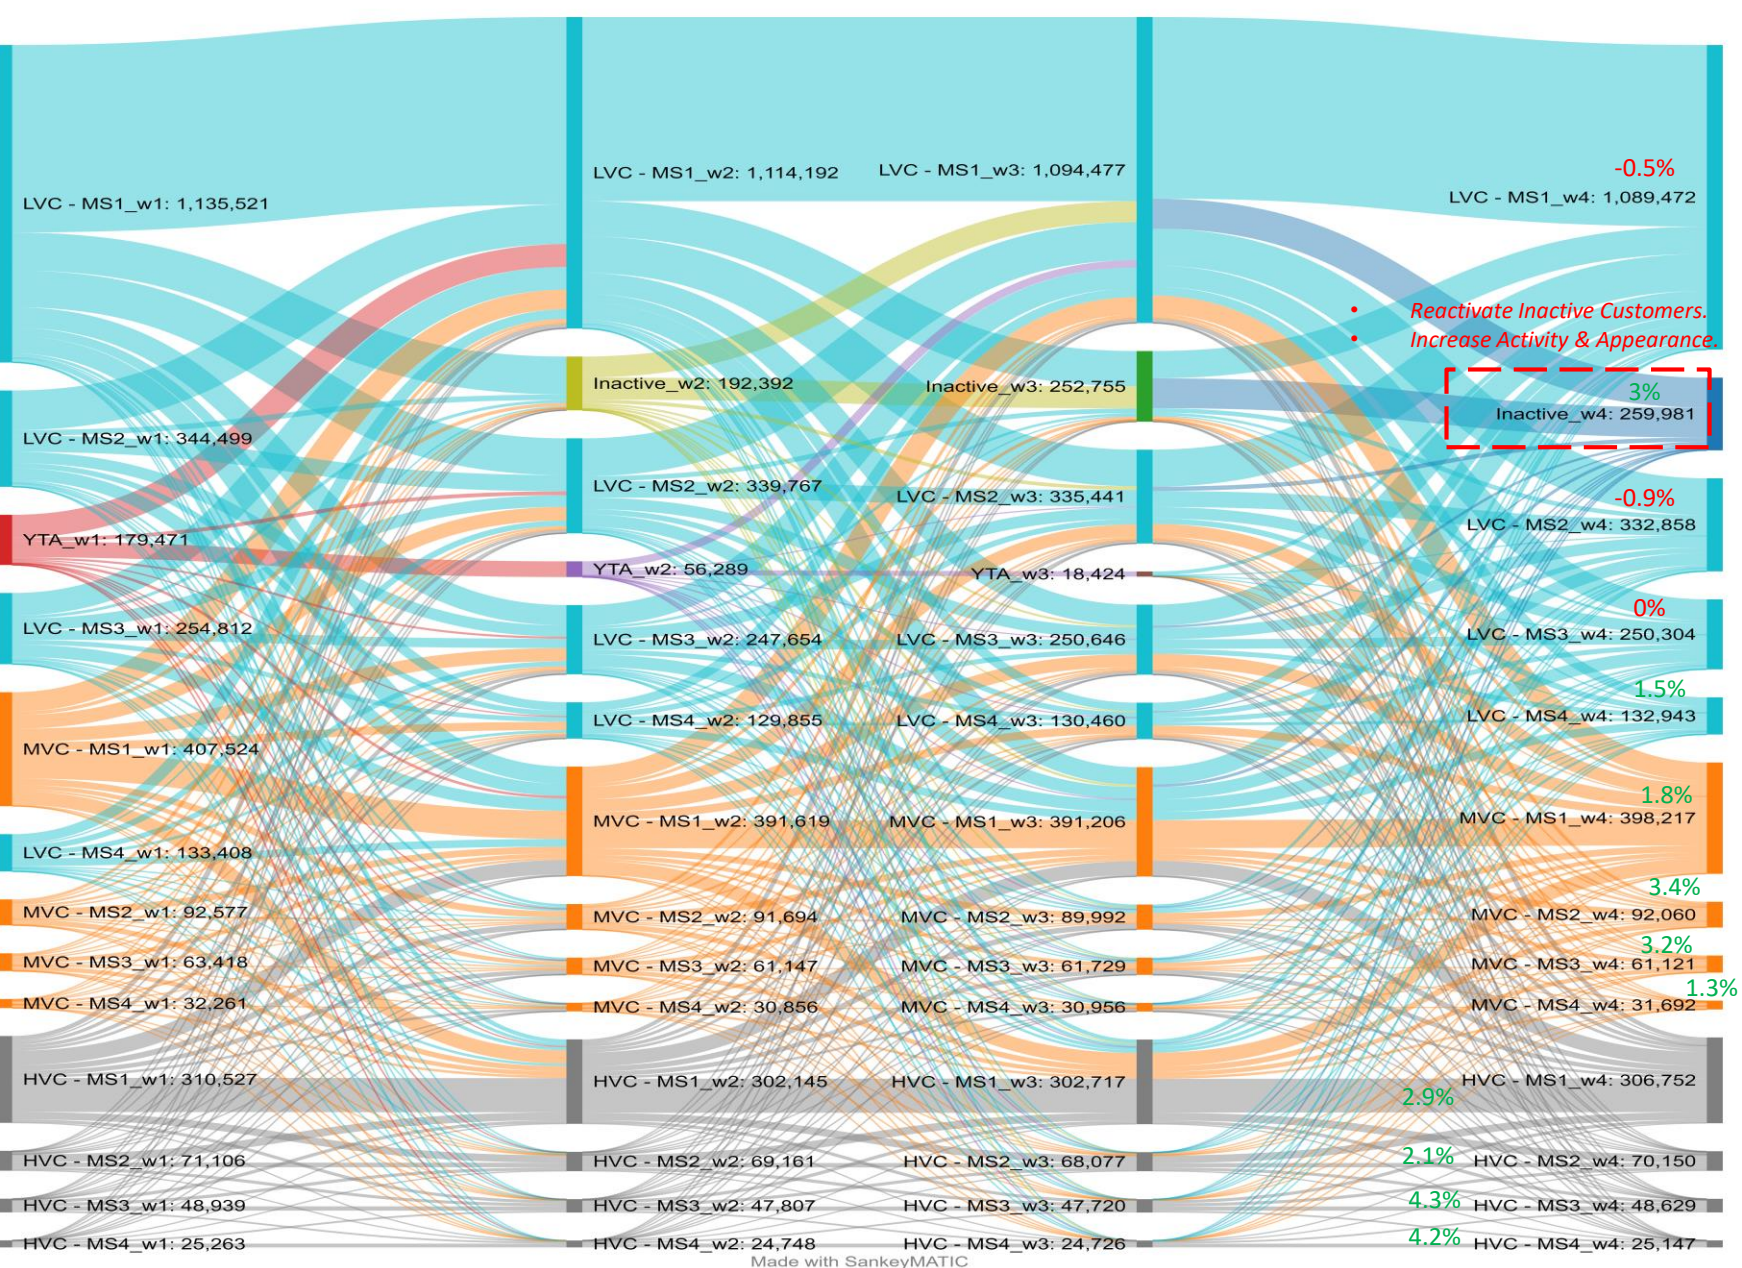 LVC - MS1_w1: 1,135,521
LVC - MS2_w1: 344,499
YTA_w1: 179,471
LVC - MS3_w1: 254,812
MVC - MS1_w1: 407,524
LVC - MS4_w1: 133,408
MVC - MS2_w1: 92,577
MVC - MS3_w1: 63,418
MVC - MS4_w1: 32,261
HVC - MS1_w1: 310,527
HVC - MS2_w1: 71,106
HVC - MS3_w1: 48,939
HVC - MS4_w1: 25,263
LVC - MS1_w2: 1,114,192
Inactive_w2: 192,392
LVC - MS2_w2: 339,767
YTA_w2: 56,289
LVC - MS3_w2: 247,654
LVC - MS4_w2: 129,855
MVC - MS1_w2: 391,619
MVC - MS2_w2: 91,694
MVC - MS3_w2: 61,147
MVC - MS4_w2: 30,856
HVC - MS1_w2: 302,145
HVC - MS2_w2: 69,161
HVC - MS3_w2: 47,807
HVC - MS4_w2: 24,748
LVC - MS1_w3: 1,094,477
Inactive_w3: 252,755
LVC - MS2_w3: 335,441
YTA_w3: 18,424
LVC - MS3_w3: 250,646
LVC - MS4_w3: 130,460
MVC - MS1_w3: 391,206
MVC - MS2_w3: 89,992
MVC - MS3_w3: 61,729
MVC - MS4_w3: 30,956
HVC - MS1_w3: 302,717
HVC - MS2_w3: 68,077
HVC - MS3_w3: 47,720
HVC - MS4_w3: 24,726
-0.5%
LVC - MS1_w4: 1,089,472
• Reactivate Inactive Customers.
• Increase Activity & Appearance.
3%
Inactive_w4: 259,981
-0.9%
LVC - MS2_w4: 332,858
0%
LVC - MS3_w4: 250,304
1.5%
LVC - MS4_w4: 132,943
1.8%
MVC - MS1_w4: 398,217
3.4%
MVC - MS2_w4: 92,060
3.2%
MVC - MS3_w4: 61,121
1.3%
MVC - MS4_w4: 31,692
HVC - MS1_w4: 306,752
2.9%
2.1%
HVC - MS2_w4: 70,150
4.3%
HVC - MS3_w4: 48,629
4.2%
HVC - MS4_w4: 25,147
Made with SankeyMATIC